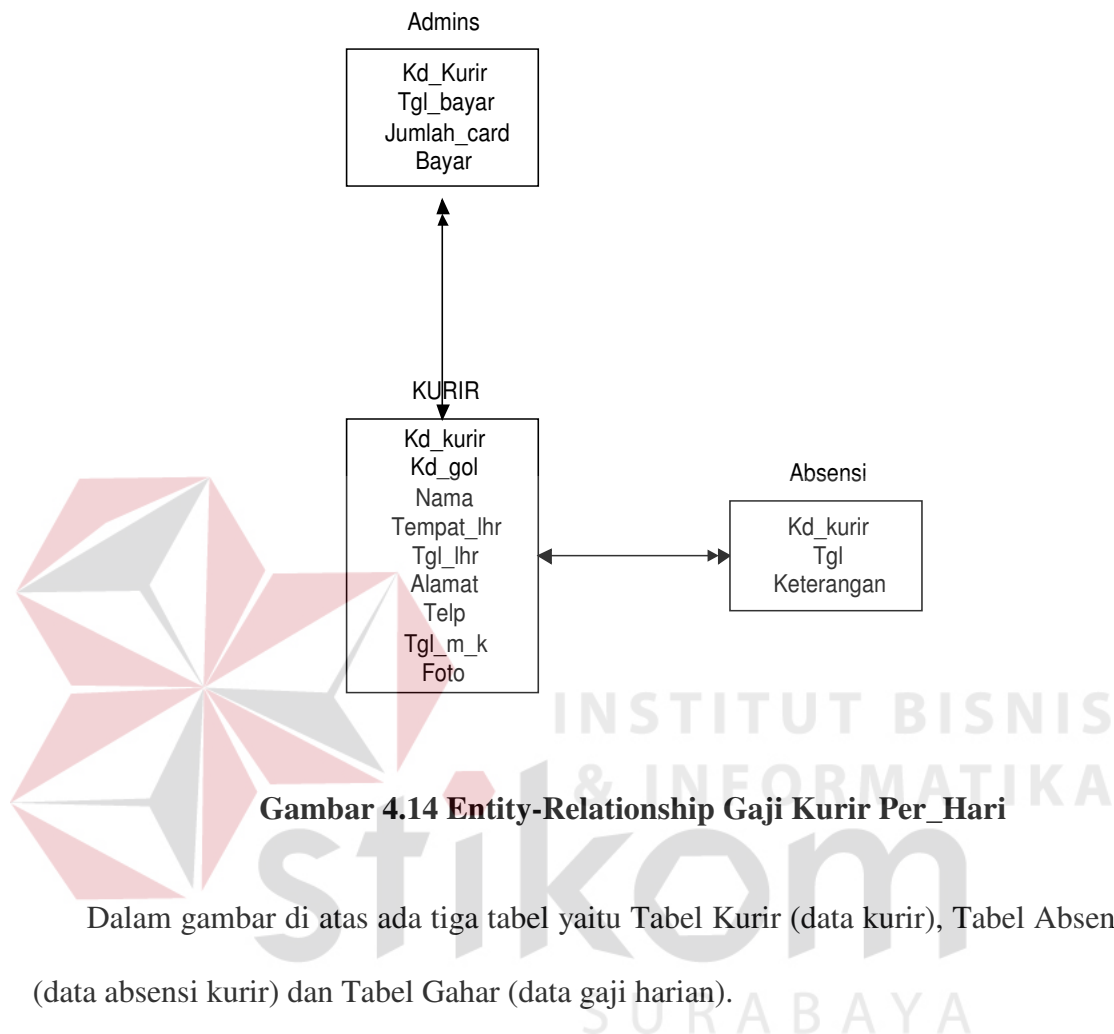 Admins
Kd_Kurir
Tgl_bayar
Jumlah_card
Bayar
KURIR
Kd_kurir
Kd_gol
Nama
Tempat_lhr
Tgl_lhr
Alamat
Telp
Tgl_m_k
Foto
Absensi
Kd_kurir
Tgl
Keterangan
INSTITUT BISNIS
& INFORMATIKA
stikom
SURABAYA
Gambar 4.14 Entity-Relationship Gaji Kurir Per_Hari
Dalam gambar di atas ada tiga tabel yaitu Tabel Kurir (data kurir), Tabel Absen
(data absensi kurir) dan Tabel Gahar (data gaji harian).